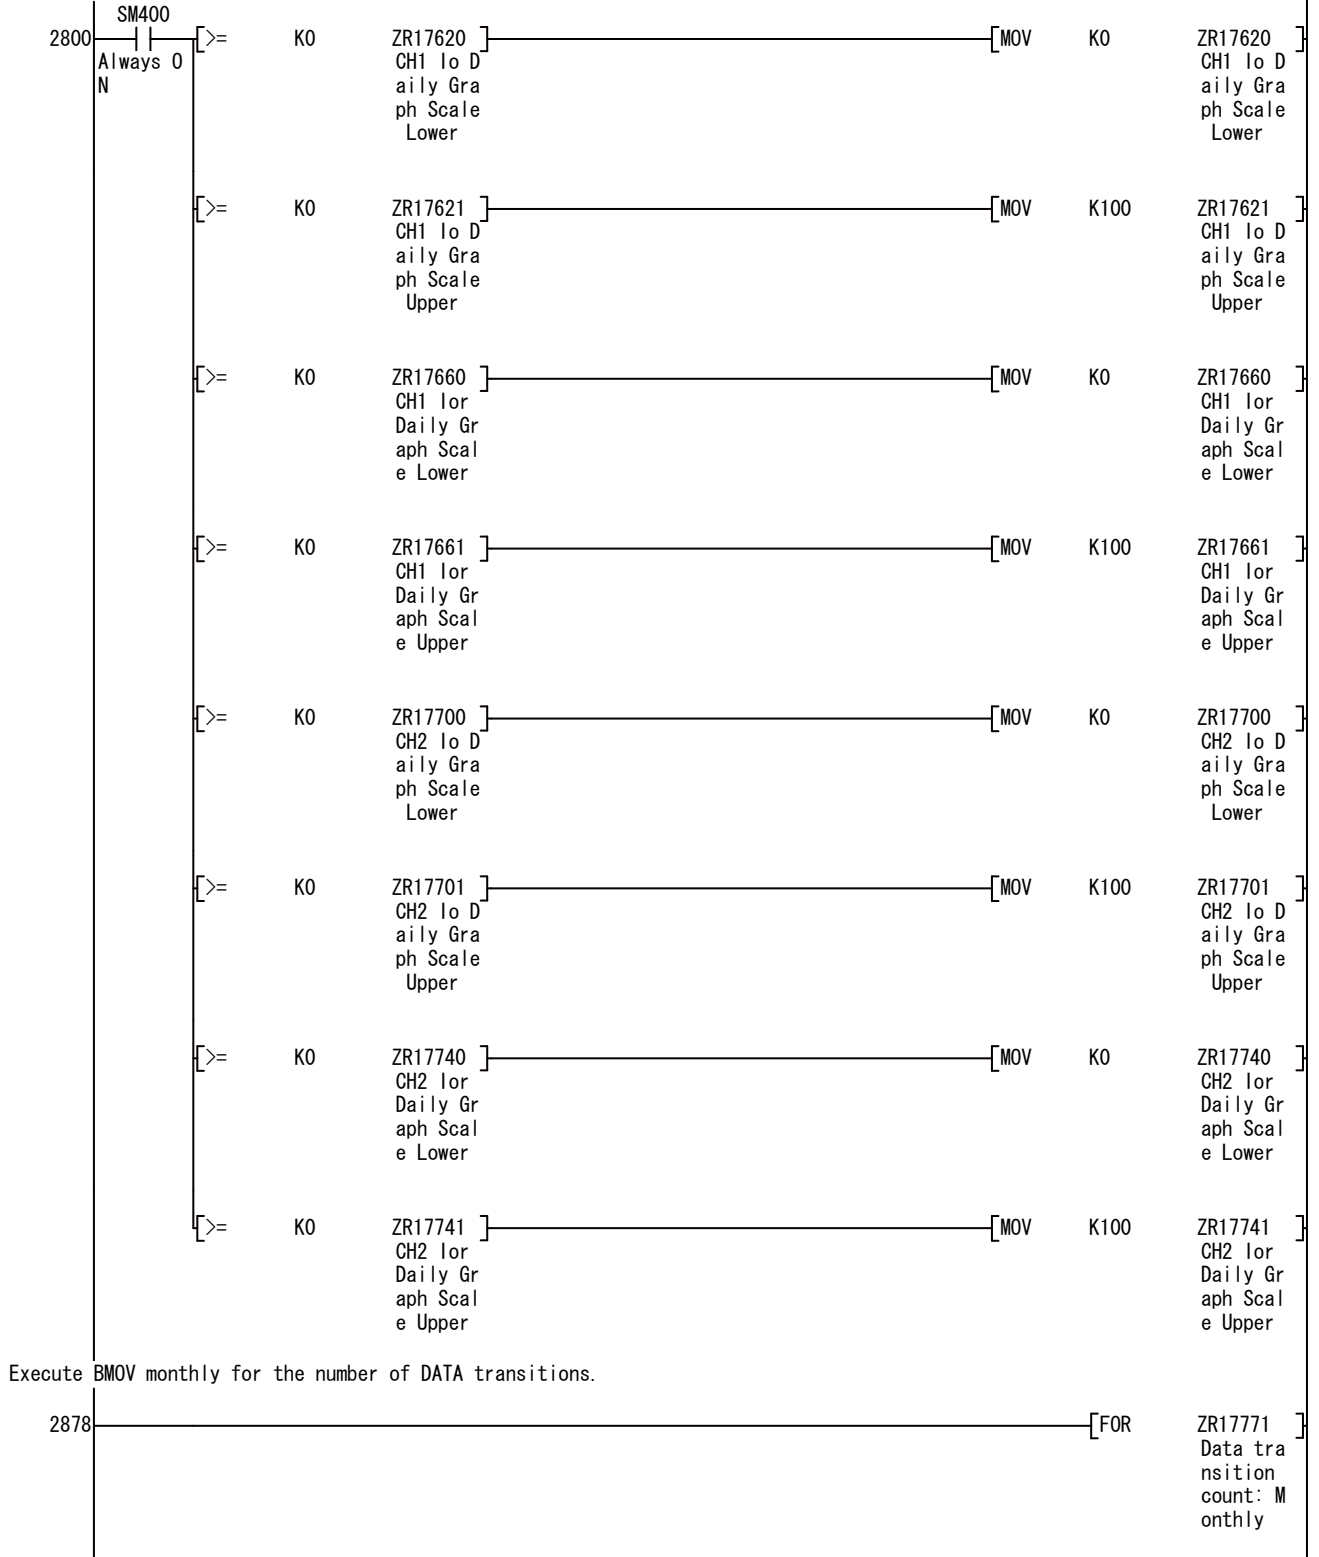 SM400
2800 [>= K0 ZR17620 ] [MOV K0 ZR17620 ]
Always O CH1 Io D CH1 Io D
N aily Gra aily Gra
ph Scale ph Scale
Lower Lower
[>= K0 ZR17621 ] [MOV K100 ZR17621 ]
CH1 Io D CH1 Io D
aily Gra aily Gra
ph Scale ph Scale
Upper Upper
[>= K0 ZR17660 ] [MOV K0 ZR17660 ]
CH1 Ior CH1 Ior
Daily Gr Daily Gr
aph Scal aph Scal
e Lower e Lower
[>= K0 ZR17661 ] [MOV K100 ZR17661 ]
CH1 Ior CH1 Ior
Daily Gr Daily Gr
aph Scal aph Scal
e Upper e Upper
[>= K0 ZR17700 ] [MOV K0 ZR17700 ]
CH2 Io D CH2 Io D
aily Gra aily Gra
ph Scale ph Scale
Lower Lower
[>= K0 ZR17701 ] [MOV K100 ZR17701 ]
CH2 Io D CH2 Io D
aily Gra aily Gra
ph Scale ph Scale
Upper Upper
[>= K0 ZR17740 ] [MOV K0 ZR17740 ]
CH2 Ior CH2 Ior
Daily Gr Daily Gr
aph Scal aph Scal
e Lower e Lower
[>= K0 ZR17741 ] [MOV K100 ZR17741 ]
CH2 Ior CH2 Ior
Daily Gr Daily Gr
aph Scal aph Scal
e Upper e Upper
Execute BMOV monthly for the number of DATA transitions.
2878 [FOR ZR17771 ]
Data tra
nsition
count: M
onthly